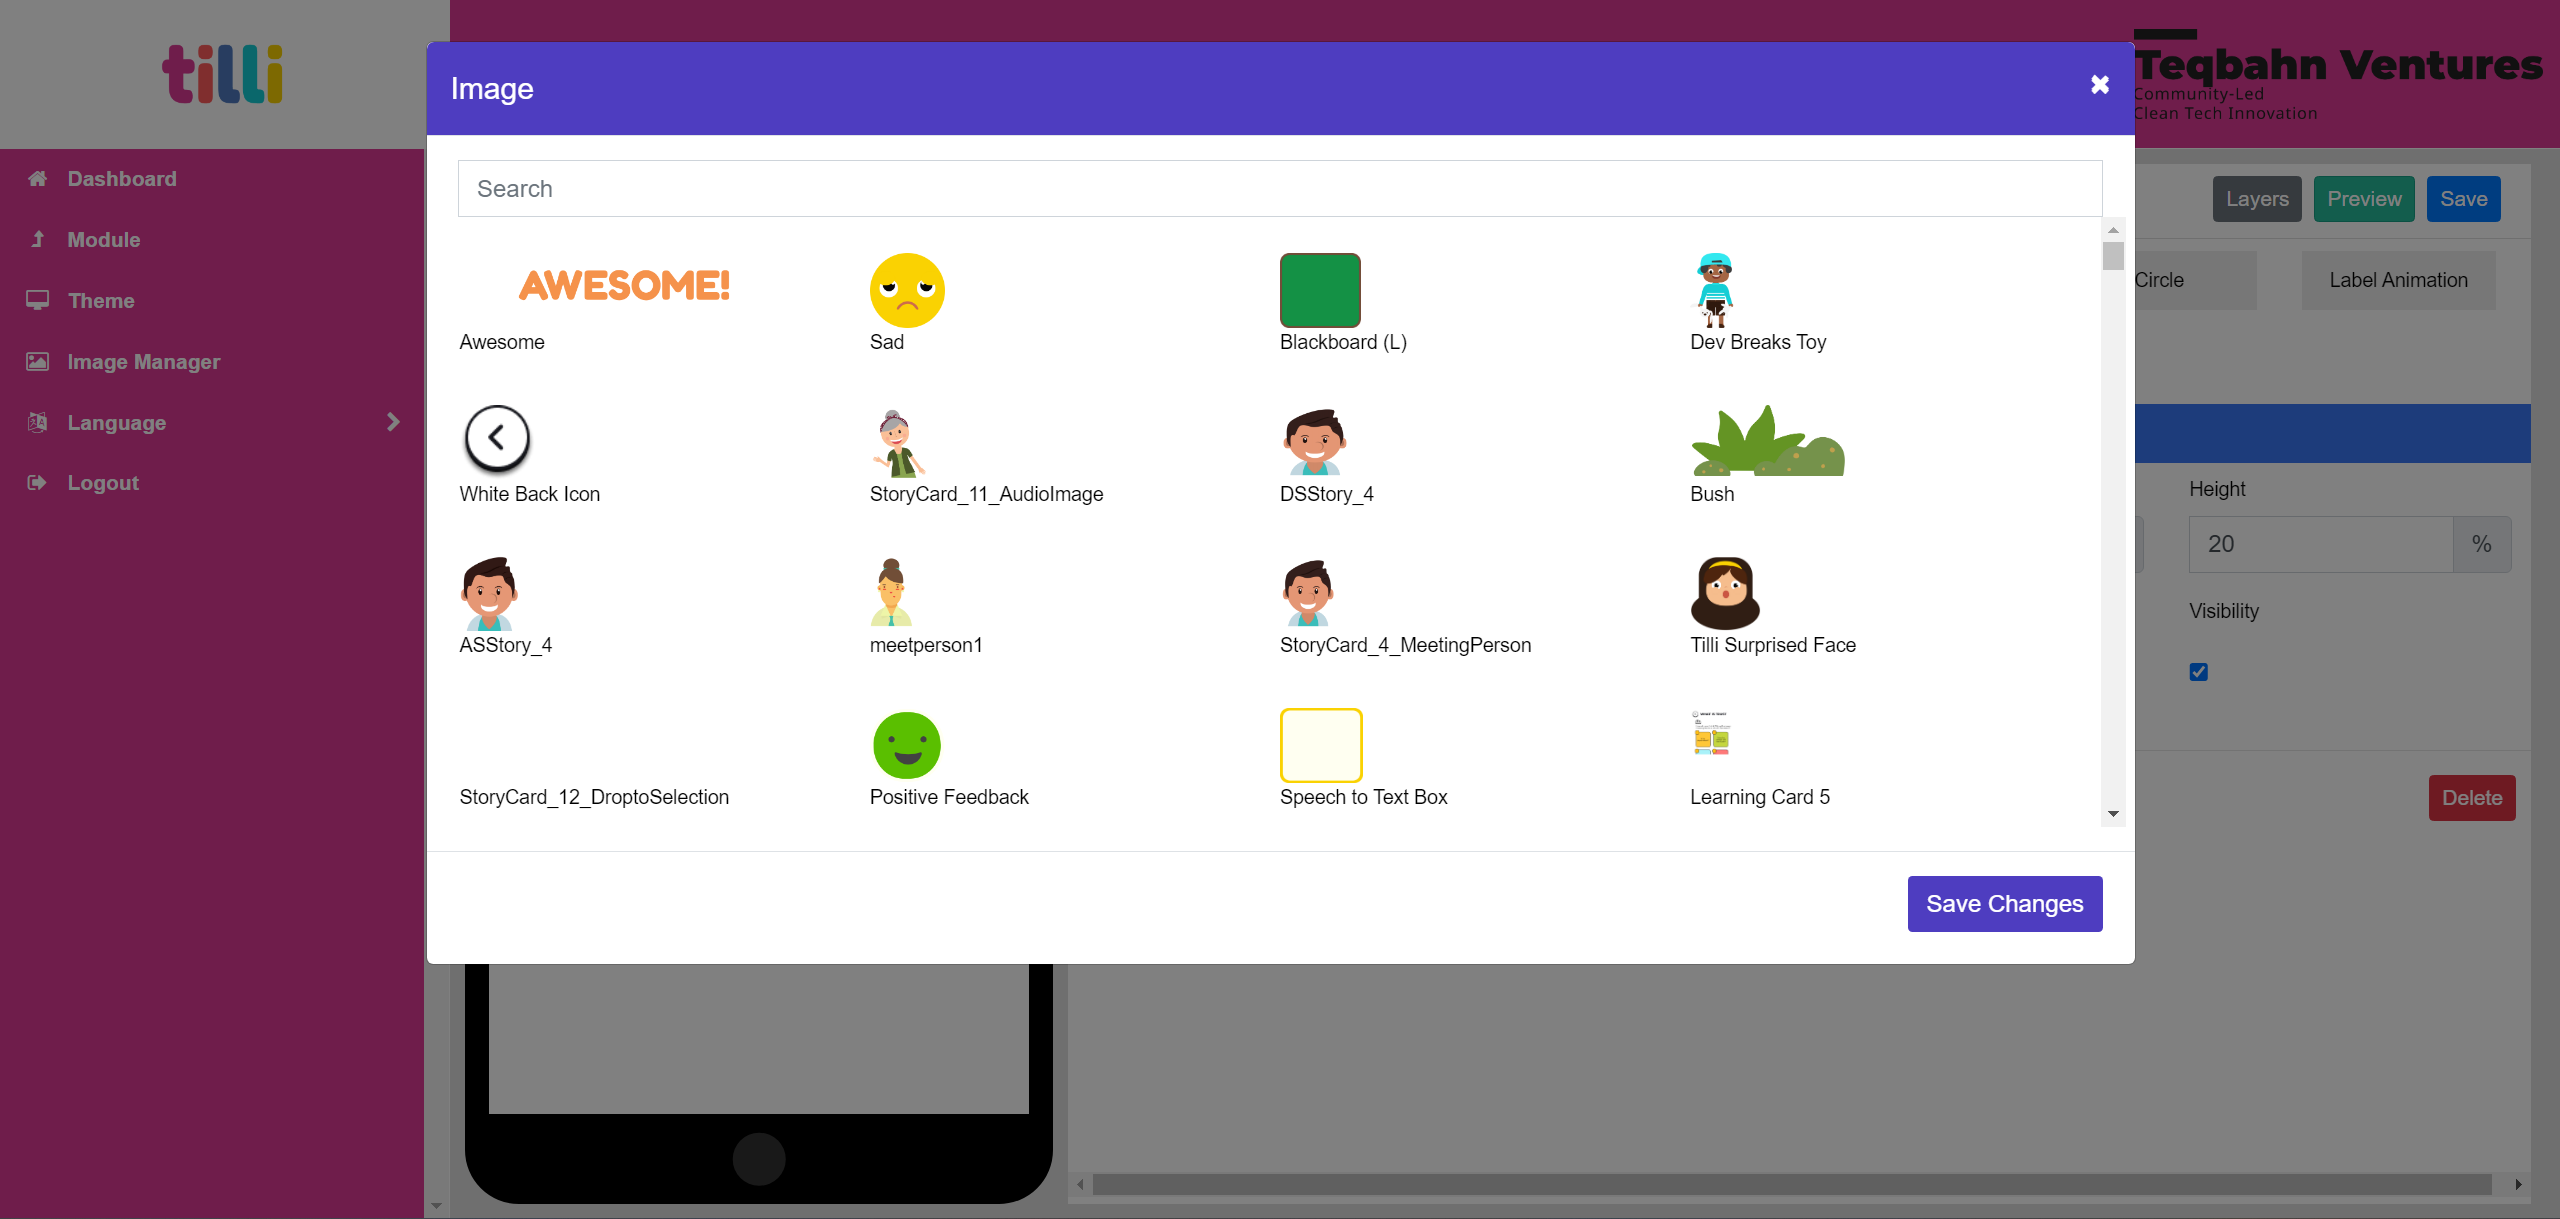 tilli
Teqbahn Ventures
Community-Led
Clean Tech Innovation
Dashboard
Module
Theme
Image Manager
Language
Logout
Image
Search
AWESOME!
Awesome
Sad
Blackboard (L)
Dev Breaks Toy
White Back Icon
StoryCard_11_AudioImage
DSStory_4
Bush
ASStory_4
meetperson1
StoryCard_4_MeetingPerson
Tilli Surprised Face
StoryCard_12_DroptoSelection
Positive Feedback
Speech to Text Box
Learning Card 5
Save Changes
Layers
Preview
Save
Circle
Label Animation
Height
20
%
Visibility
Delete